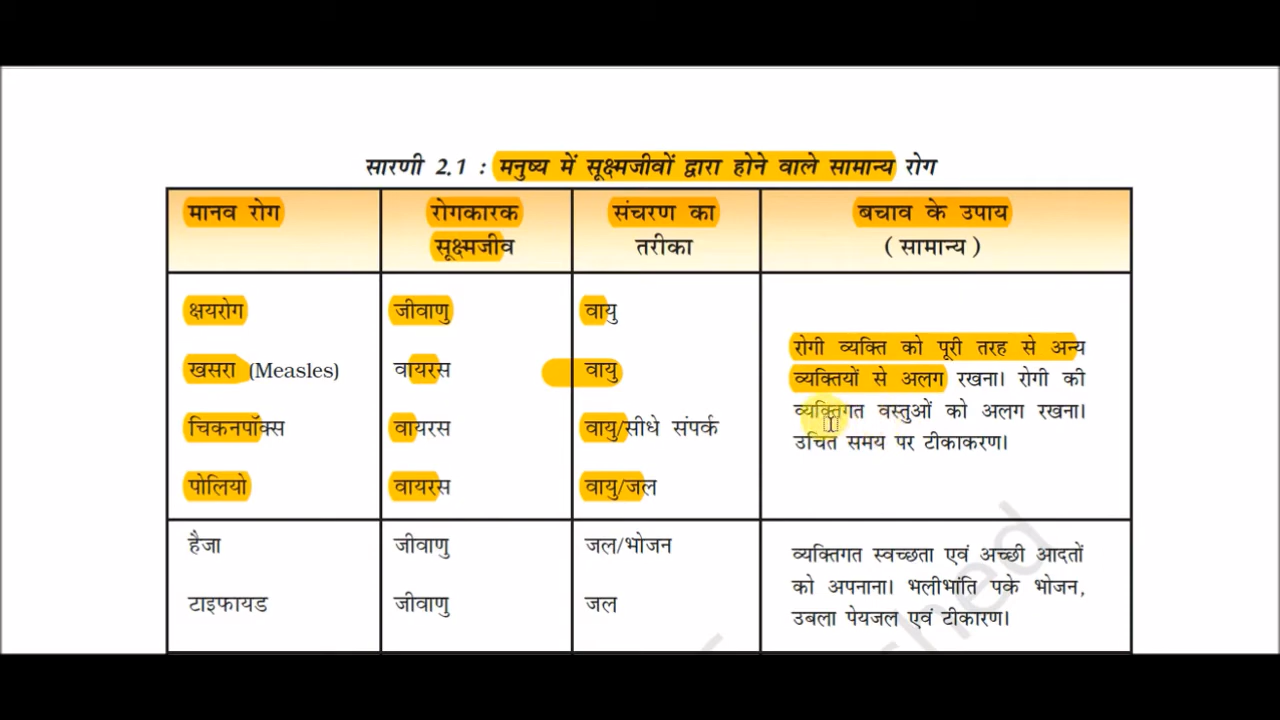 सारणी 2.1 : मनुष्य में सूक्ष्मजीवों द्वारा होने वाले सामान्य रोग
मानव रोग रोगकारक सूक्ष्मजीव संचरण का तरीका बचाव के उपाय (सामान्य)
क्षयरोग जीवाणु वायु
खसरा (Measles) वायरस वायु
चिकनपॉक्स वायरस वायु/सीधे संपर्क
पोलियो वायरस वायु/जल
रोगी व्यक्ति को पूरी तरह से अन्य
व्यक्तियों से अलग रखना। रोगी की
व्यक्तिगत वस्तुओं को अलग रखना।
उचित समय पर टीकाकरण।
हैजा जीवाणु जल/भोजन
टाइफायड जीवाणु जल
व्यक्तिगत स्वच्छता एवं अच्छी आदतों
को अपनाना। भलीभांति पके भोजन,
उबला पेयजल एवं टीकारण।